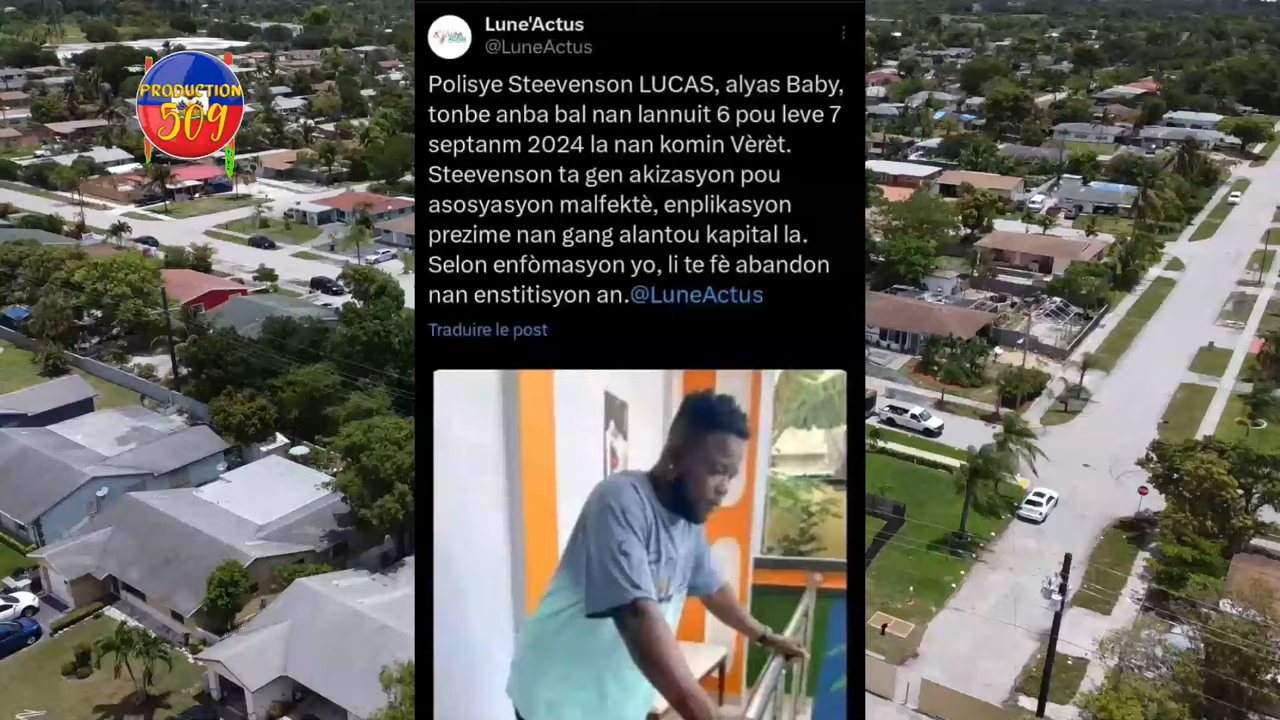 PRODUCTION
509
Lune'Actus
@LuneActus
Polisye Steevenson LUCAS, alyas Baby,
tonbe anba bal nan lannuit 6 pou leve 7
septanm 2024 la nan komin Vèrèt.
Steevenson ta gen akizasyon pou
asosyasyon malfektè, enplikasyon
prezime nan gang alantou kapital la.
Selon enfòmasyon yo, li te fè abandon
nan enstitisyon an.@LuneActus
Traduire le post